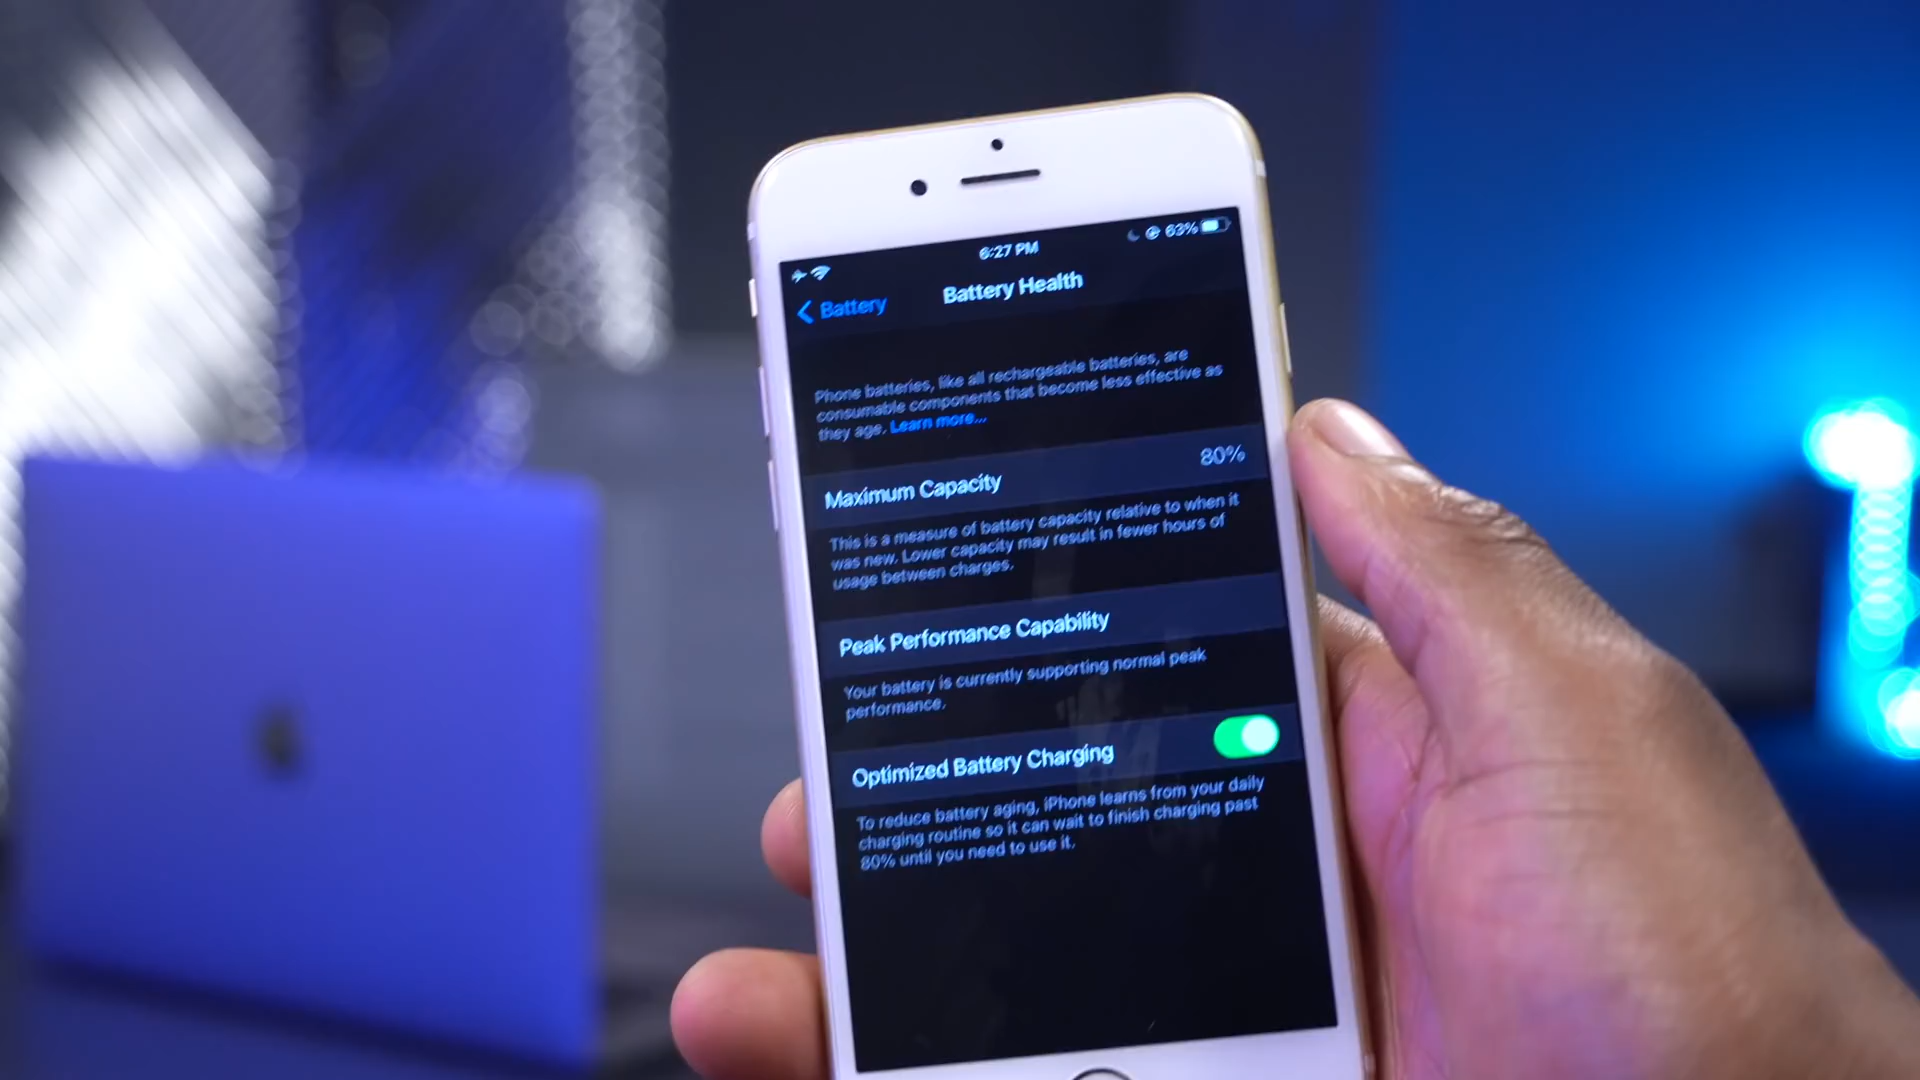 6:27 PM
63%
Battery
Battery Health
Phone batteries, like all rechargeable batteries, are
consumable components that become less effective as
they age. Learn more...
Maximum Capacity 80%
This is a measure of battery capacity relative to when it
was new. Lower capacity may result in fewer hours of
usage between charges.
Peak Performance Capability
Your battery is currently supporting normal peak
performance.
Optimized Battery Charging
To reduce battery aging, iPhone learns from your daily
charging routine so it can wait to finish charging past
80% until you need to use it.